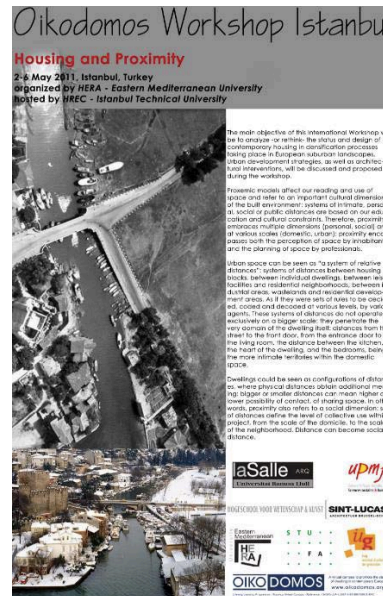 Oikodomos Workshop Istanbu
Housing and Proximity
2-6 May 2011, Istanbul, Turkey
organized by HERA - Eastern Mediterranean University
hosted by HREC - Istanbul Technical University
The main objective of this International Workshop
be to analyze -or rethink- the status and design of
contemporary housing in densification processes
taking place in European suburban landscapes.
Urban development strategies, as well as architec-
tural interventions, will be discussed and proposed
during the workshop.
Proxemic models affect our reading and use of
space and refer to an important cultural dimension
of the built environment: systems of intimate, perso
al, social or public distances are based on our edu
cation and cultural constraints. Therefore, proximit
embraces multiple dimensions (personal, social) a
at various scales (domestic, urban): proximity enco
passes both the perception of space by inhabitan
and the planning of space by professionals.
Urban space can be seen as "a system of relative
distances": systems of distances between housing
blocks, between individual dwellings, between leis
facilities and residential neighborhoods, between i
dustrial areas, wastelands and residential develop-
ment areas. As if they were sets of rules to be
ed, coded and decoded at various levels, by vario
agents. These systems of distances do not operate
exclusively on a bigger scale; they penetrate the
very domain of the dwelling itself: distances from t
street to the front door, from the entrance door to
the living room, the distance between the kitchen,
the heart of the dwelling, and the bedrooms, bein
the more intimate territories within the domestic
space.
Dwellings could be seen as configurations of distan
es, where physical distances obtain additional me
ing: bigger or smaller distances can mean higher o
lower possibility of contact, of sharing space. In oth
words, proximity also refers to a social dimension: s
of distances define the level of collective use withi
project, from the scale of the domicile, to the scale
of the neighborhood. Distance can become socia
distance.
laSalle ARQ
Universitat Ramon Llull
upmf
HOGESCHOOL VOOR WETENSCHAP & KUNST
SINT-LUCAS
Eastern
Mediterranean
HERA
S T U
F A
ug
OIKODOMOS
www.oikodomos.org